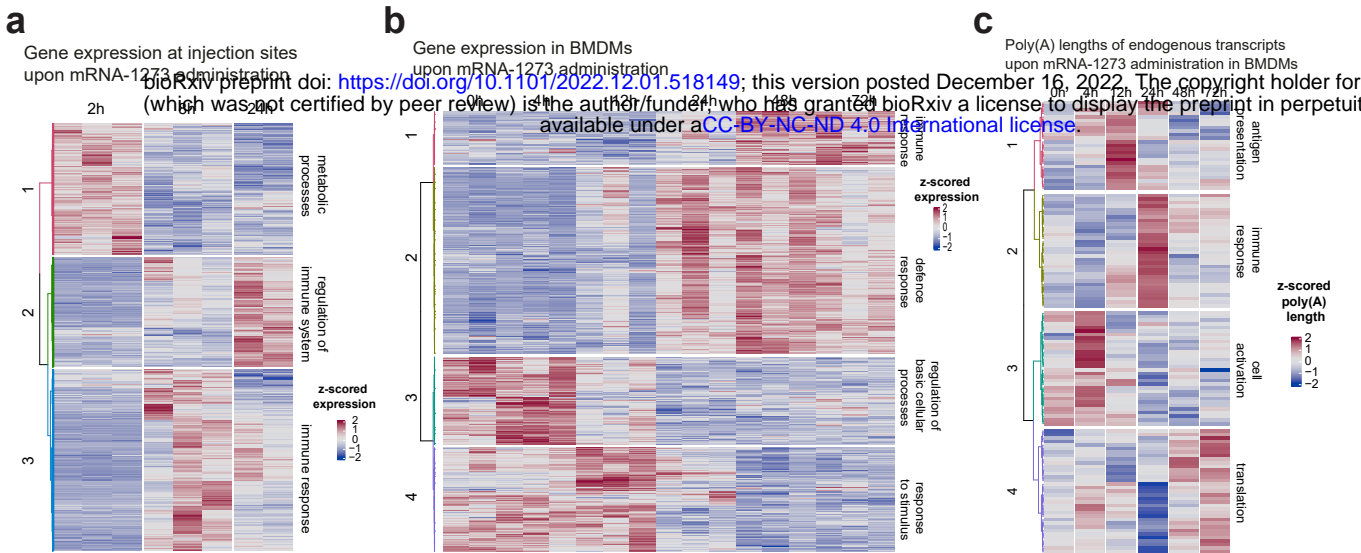 a
Gene expression at injection sites
upon mRNA-1273 administration
b
Gene expression in BMDMs
upon mRNA-1273 administration
c
Poly(A) lengths of endogenous transcripts
upon mRNA-1273 administration in BMDMs
bioRxiv preprint doi: https://doi.org/10.1101/2022.12.01.518149; this version posted December 16, 2022. The copyright holder for
(which was not certified by peer review) is the author/funder, who has granted bioRxiv a license to display the preprint in perpetuit
available under aCC-BY-NC-ND 4.0 International license.
2h 8h 24h
1
2
3
metabolic
processes
regulation of
immune system
immune response
z-scored
expression
2
1
0
−1
−2
0h 4h 12h 24h 48h 72h
1
2
3
4
immune
response
defence
response
regulation of
basic cellular
processes
response
to stimulus
z-scored
expression
2
1
0
−1
−2
0h 4h 12h 24h 48h 72h
1
2
3
4
antigen
presentation
immune
response
cell
activation
translation
z-scored
poly(A)
length
2
1
0
−1
−2